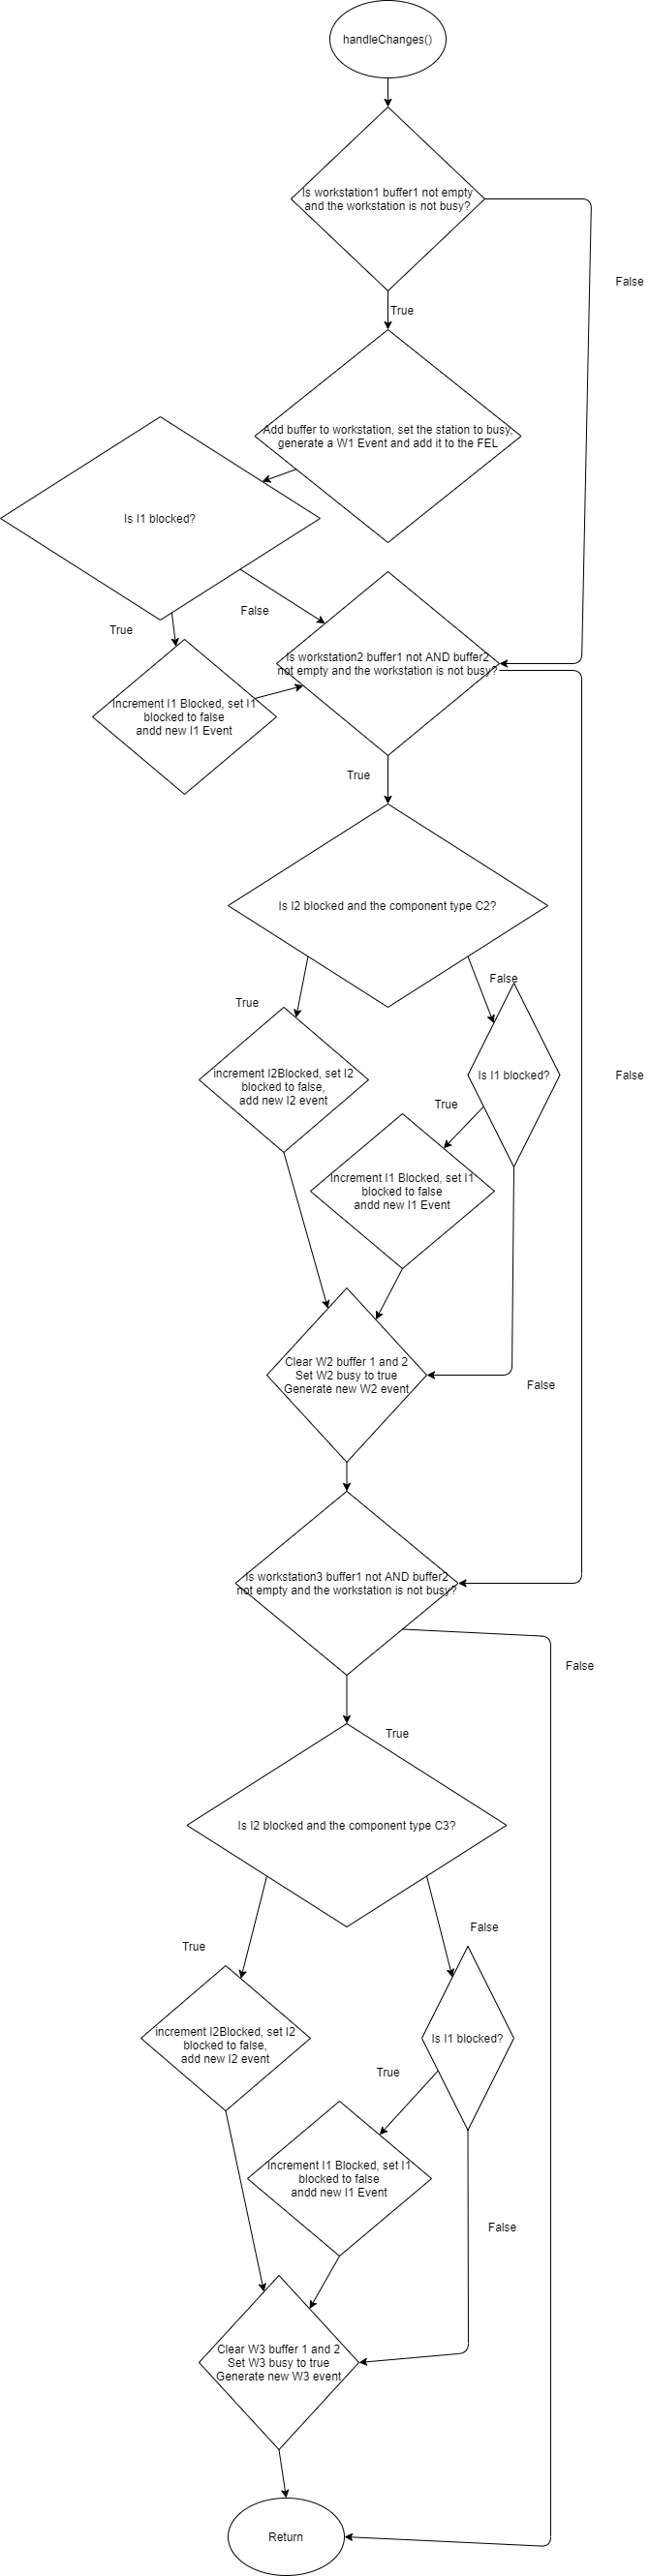 handleChanges()
Is workstation1 buffer1 not empty
and the workstation is not busy?
False
True
Add buffer to workstation, set the station to busy,
generate a W1 Event and add it to the FEL
Is I1 blocked?
False
True
Is workstation2 buffer1 not AND buffer2
not empty and the workstation is not busy?
Increment I1 Blocked, set I1
blocked to false
andd new I1 Event
True
Is I2 blocked and the component type C2?
False
True
increment I2Blocked, set I2
blocked to false,
add new I2 event
Is I1 blocked?
False
True
Increment I1 Blocked, set I1
blocked to false
andd new I1 Event
Clear W2 buffer 1 and 2
Set W2 busy to true
Generate new W2 event
False
Is workstation3 buffer1 not AND buffer2
not empty and the workstation is not busy?
False
True
Is I2 blocked and the component type C3?
False
True
increment I2Blocked, set I2
blocked to false,
add new I2 event
Is I1 blocked?
True
Increment I1 Blocked, set I1
blocked to false
andd new I1 Event
False
Clear W3 buffer 1 and 2
Set W3 busy to true
Generate new W3 event
Return